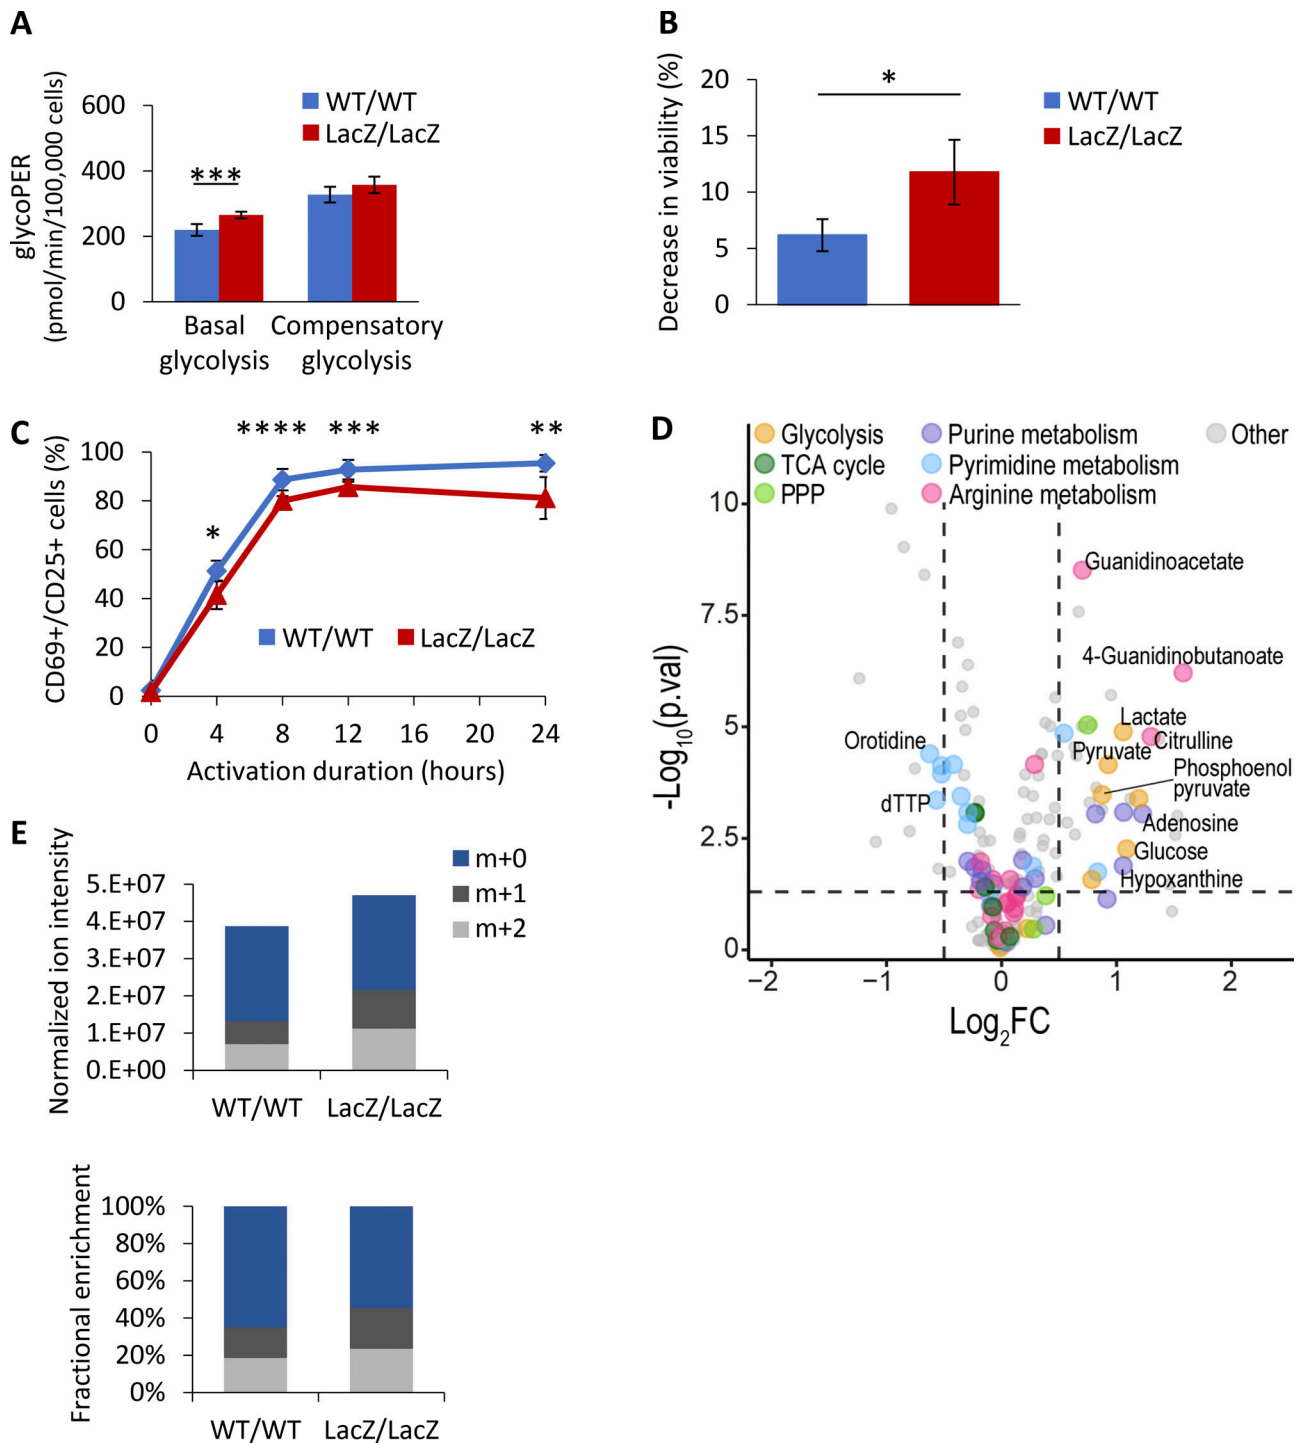 A
glycoPER
(pmol/min/100,000 cells)
600
400
200
0
WT/WT
LacZ/LacZ
***
Basal
glycolysis
Compensatory
glycolysis
B
Decrease in viability (%)
20
15
10
5
0
*
WT/WT
LacZ/LacZ
C
CD69+/CD25+ cells (%)
100
80
60
40
20
0
*
****
***
**
WT/WT
LacZ/LacZ
0 4 8 12 16 20 24
Activation duration (hours)
D
Glycolysis
TCA cycle
PPP
Purine metabolism
Pyrimidine metabolism
Arginine metabolism
Other
-Log10(p.val)
10
7.5
5
2.5
0
Guanidinoacetate
4-Guanidinobutanoate
Lactate
Citrulline
Pyruvate
Phosphoenol
pyruvate
Orotidine
dTTP
Adenosine
Glucose
Hypoxanthine
−2 −1 0 1 2
Log2FC
E
Normalized ion intensity
5.E+07
4.E+07
3.E+07
2.E+07
1.E+07
0.E+00
m+0
m+1
m+2
WT/WT LacZ/LacZ
Fractional enrichment
100%
80%
60%
40%
20%
0%
WT/WT LacZ/LacZ